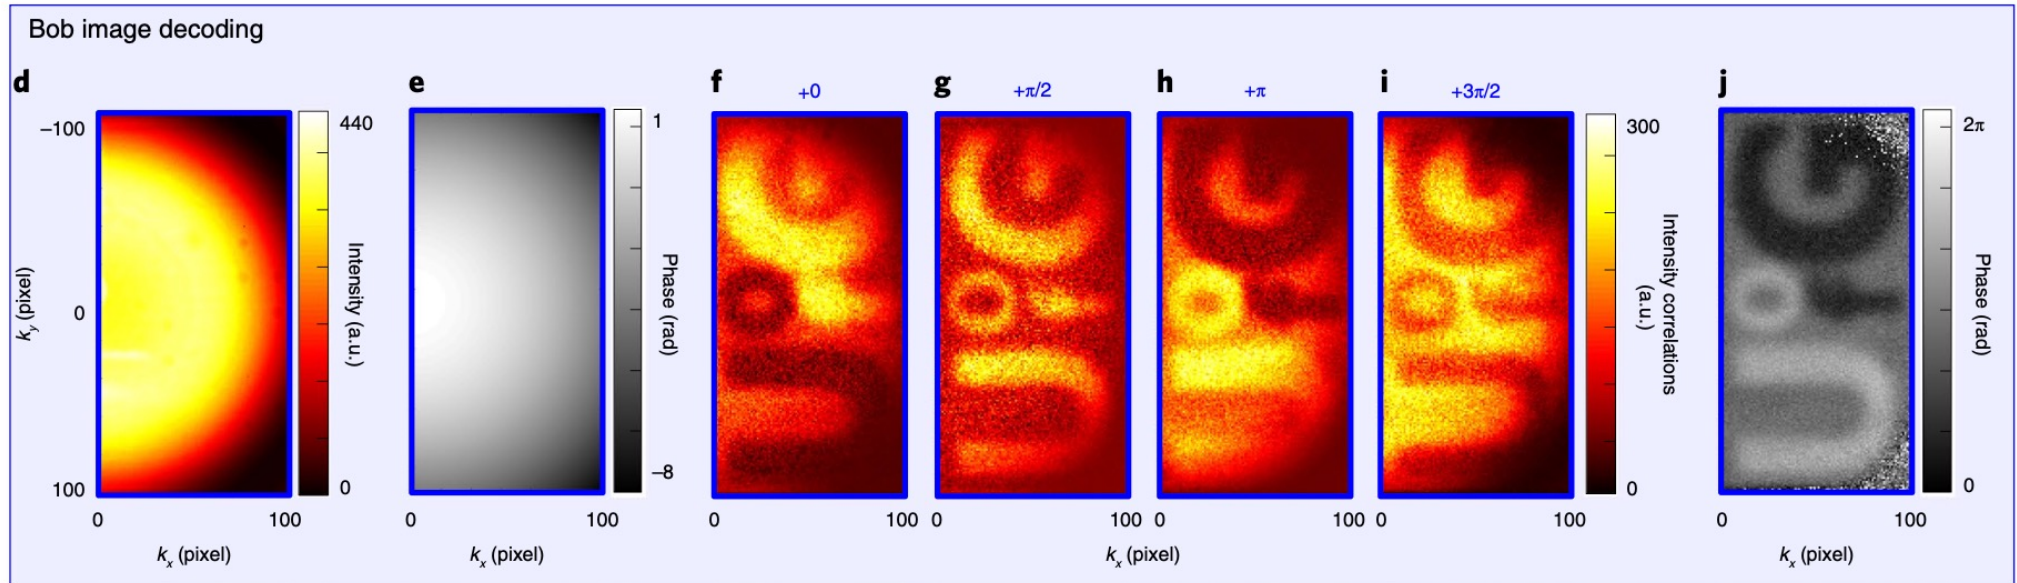 Bob image decoding
d
e
f
g
h
i
j
+0
+π/2
+π
+3π/2
−100
0
100
k_y (pixel)
0
100
k_x (pixel)
440
0
Intensity (a.u.)
0
100
k_x (pixel)
1
−8
Phase (rad)
0
100
0
100
0
100
0
100
k_x (pixel)
300
0
Intensity correlations
(a.u.)
0
100
k_x (pixel)
2π
0
Phase (rad)